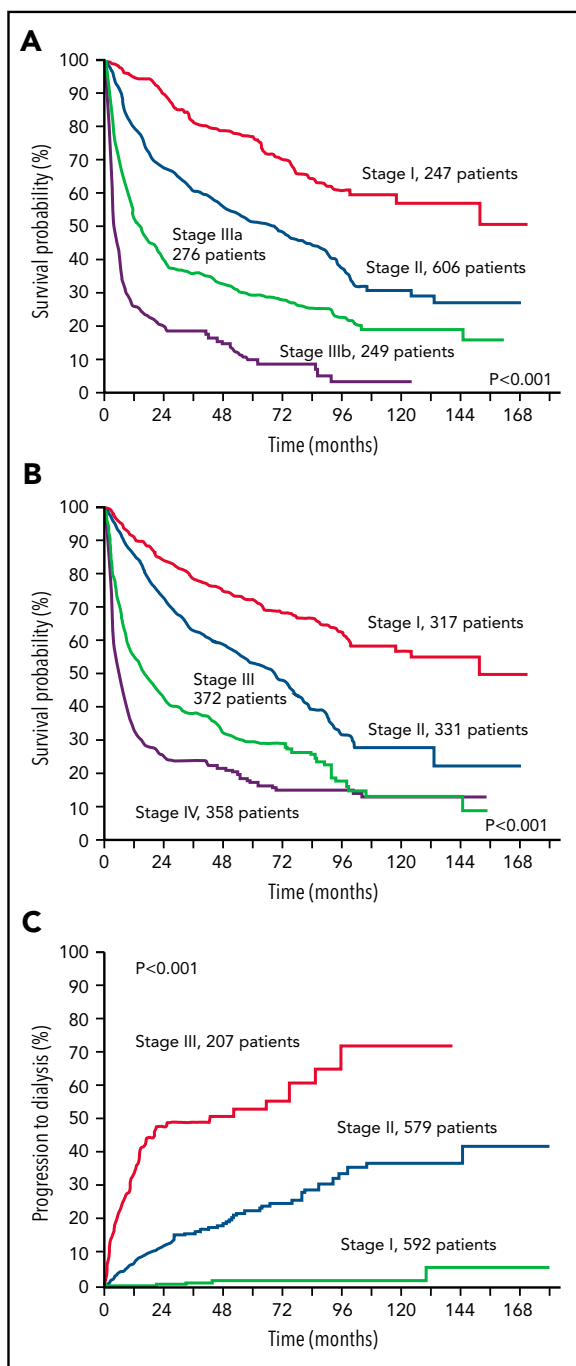 A
100
90
80
70
60
50
40
30
20
10
0
Survival probability (%)
Stage I, 247 patients
Stage IIIa
276 patients
Stage II, 606 patients
Stage IIIb, 249 patients
P<0.001
0 24 48 72 96 120 144 168
Time (months)
B
100
90
80
70
60
50
40
30
20
10
0
Survival probability (%)
Stage I, 317 patients
Stage III
372 patients
Stage II, 331 patients
Stage IV, 358 patients
P<0.001
0 24 48 72 96 120 144 168
Time (months)
C
100
90
80
70
60
50
40
30
20
10
0
Progression to dialysis (%)
P<0.001
Stage III, 207 patients
Stage II, 579 patients
Stage I, 592 patients
0 24 48 72 96 120 144 168
Time (months)